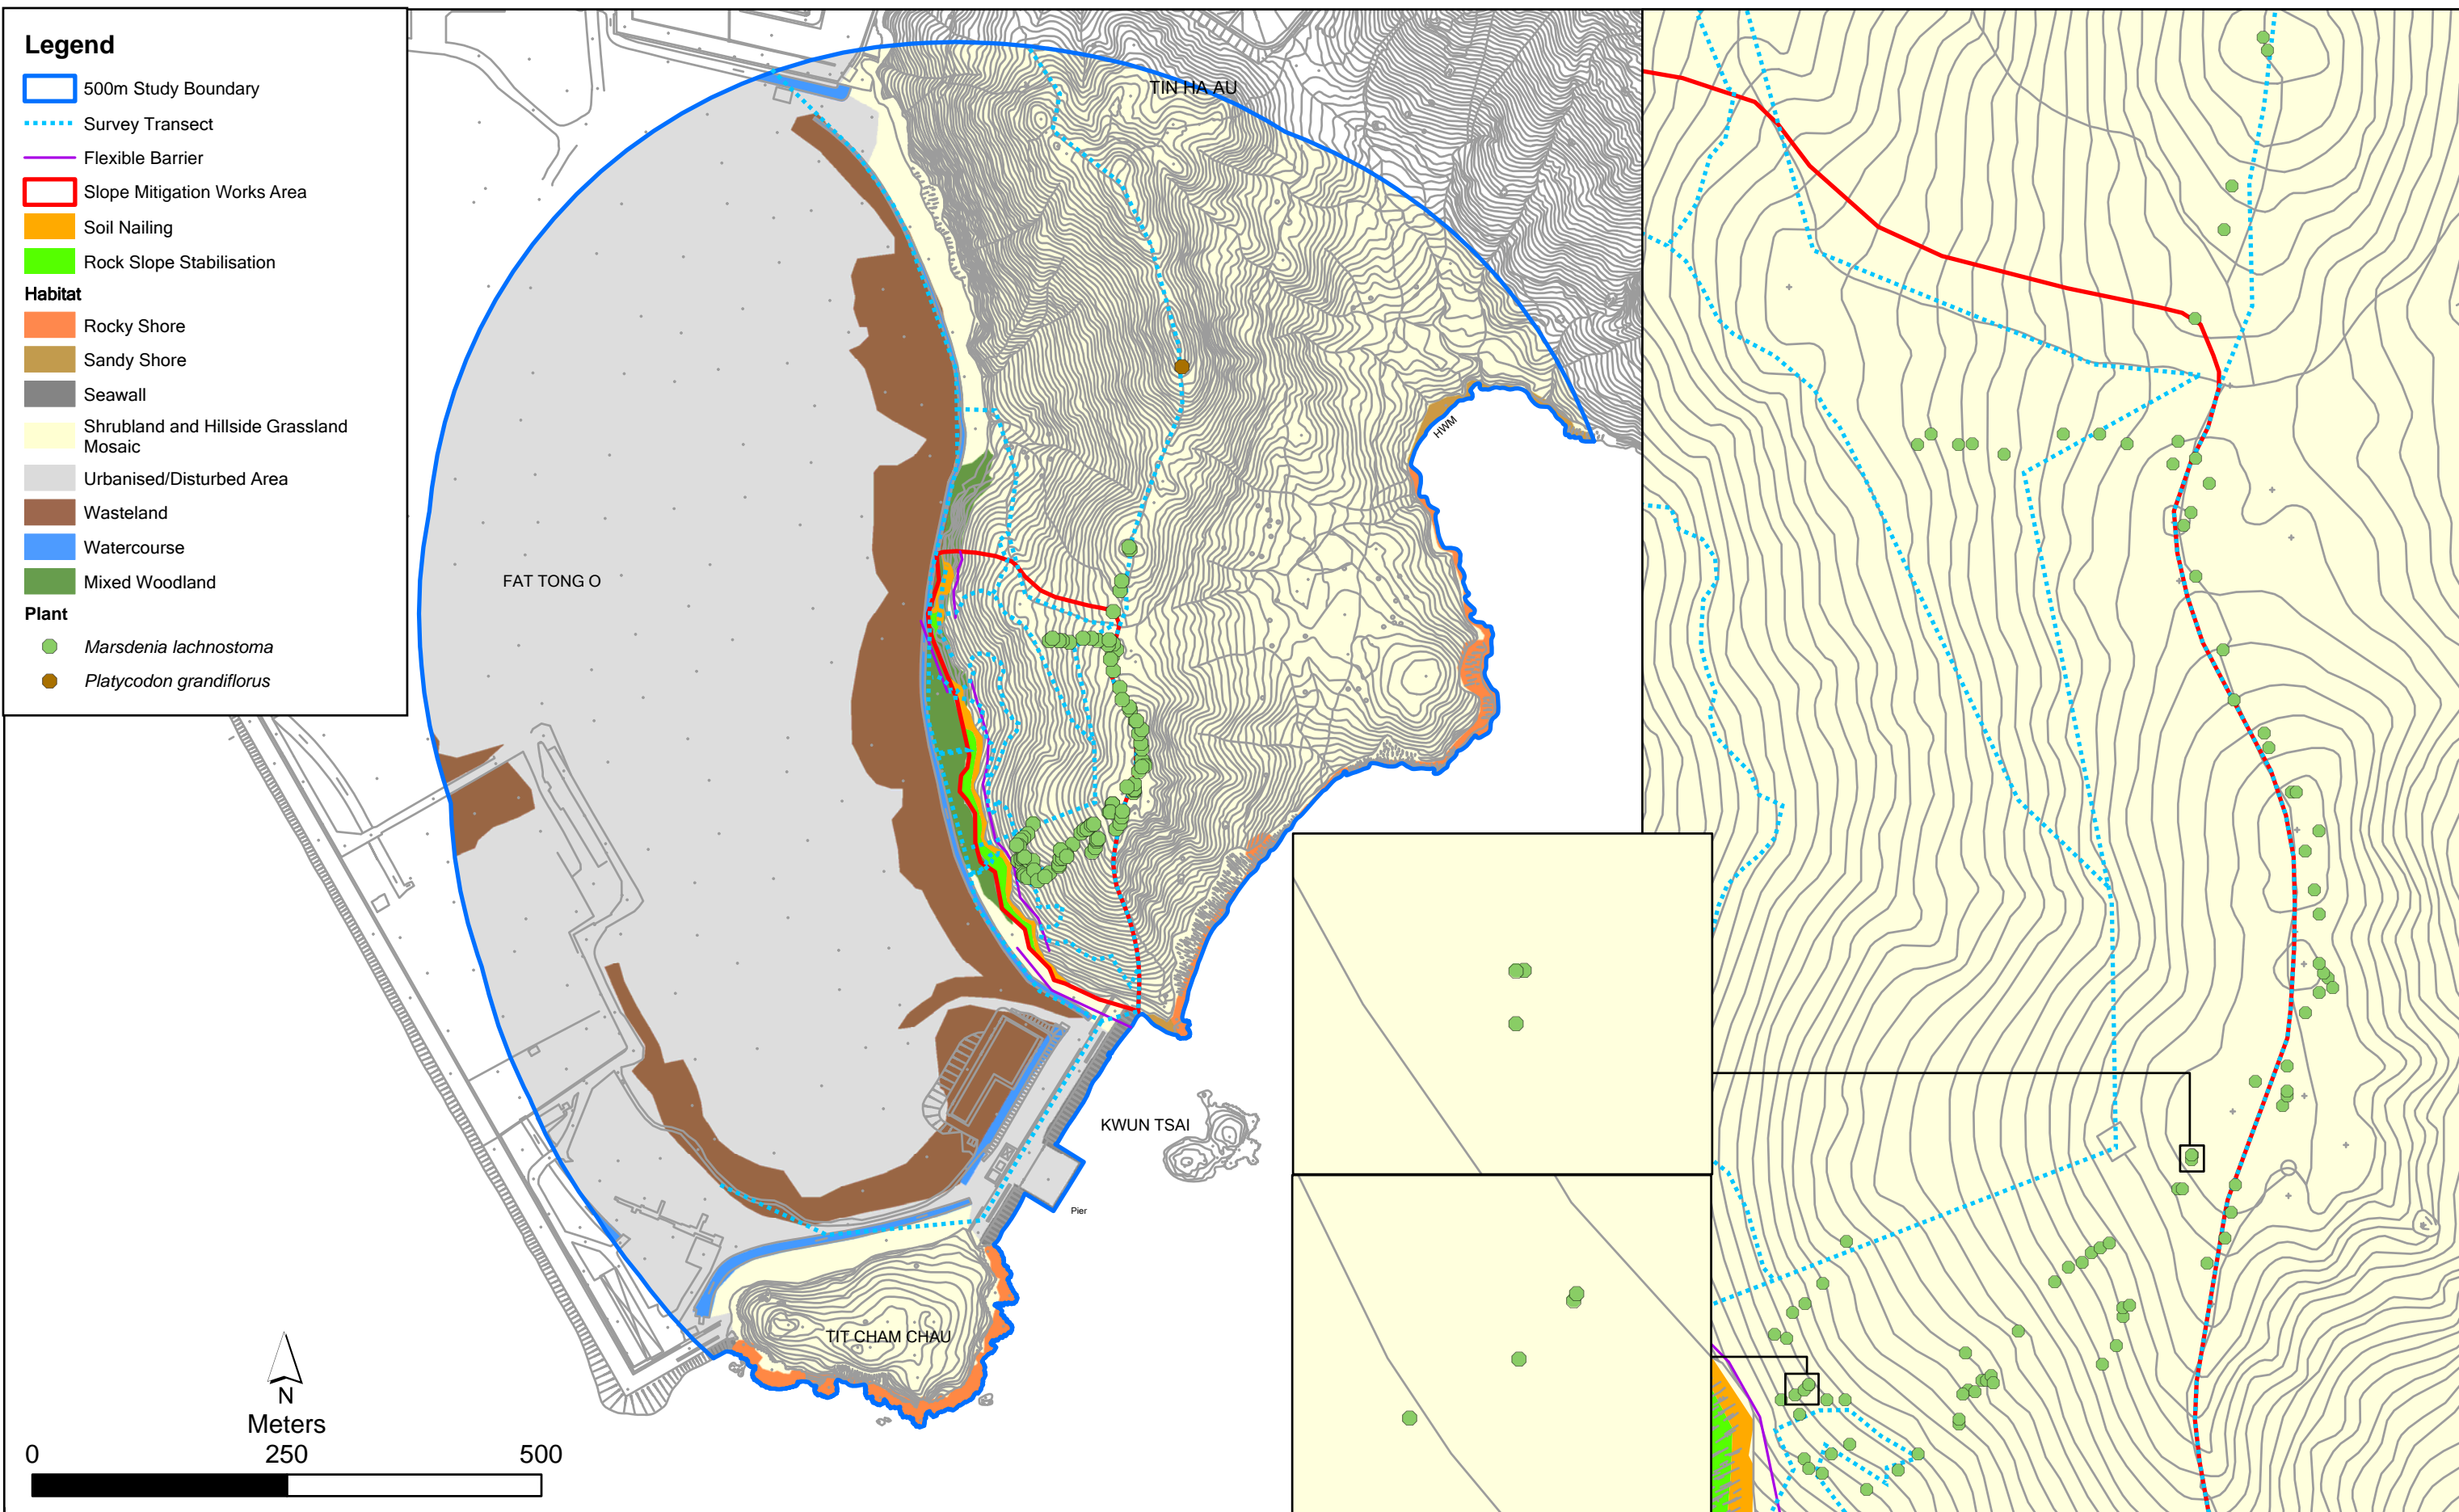 Legend
500m Study Boundary
Survey Transect
Flexible Barrier
Slope Mitigation Works Area
Soil Nailing
Rock Slope Stabilisation
Habitat
Rocky Shore
Sandy Shore
Seawall
Shrubland and Hillside Grassland
Mosaic
Urbanised/Disturbed Area
Wasteland
Watercourse
Mixed Woodland
Plant
Marsdenia lachnostoma
Platycodon grandiflorus
TIN HA AU
HWM
FAT TONG O
KWUN TSAI
Pier
TIT CHAM CHAU
N
Meters
0 250 500